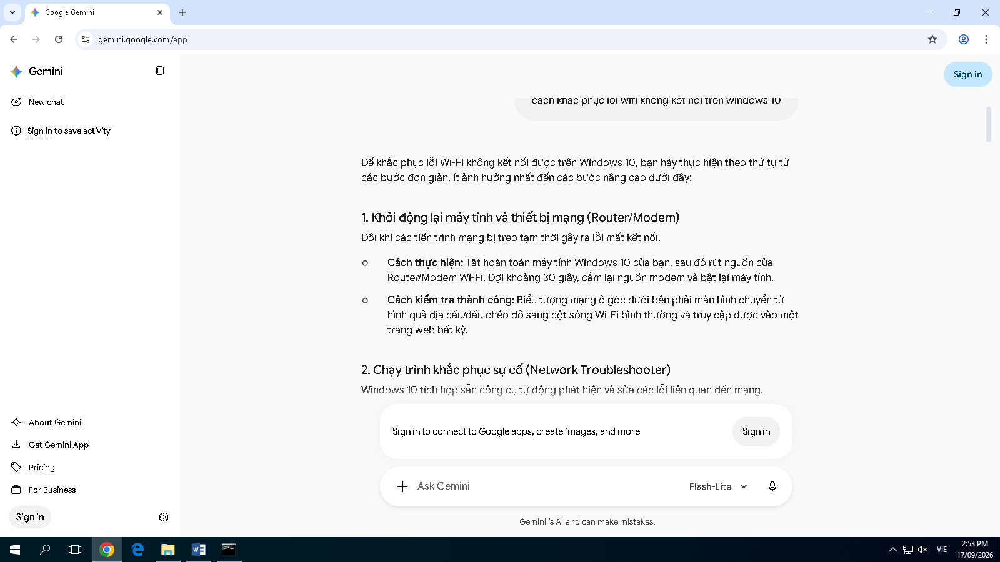 Google Gemini
gemini.google.com/app
Gemini
New chat
Sign in to save activity
About Gemini
Get Gemini App
Pricing
For Business
Sign in
Sign in
cách khắc phục lỗi wifi không kết nối trên windows 10
Để khắc phục lỗi Wi-Fi không kết nối được trên Windows 10, bạn hãy thực hiện theo thứ tự từ
các bước đơn giản, ít ảnh hưởng nhất đến các bước nâng cao dưới đây:
1. Khởi động lại máy tính và thiết bị mạng (Router/Modem)
Đôi khi các tiến trình mạng bị treo tạm thời gây ra lỗi mất kết nối.
Cách thực hiện: Tắt hoàn toàn máy tính Windows 10 của bạn, sau đó rút nguồn của
Router/Modem Wi-Fi. Đợi khoảng 30 giây, cắm lại nguồn modem và bật lại máy tính.
Cách kiểm tra thành công: Biểu tượng mạng ở góc dưới bên phải màn hình chuyển từ
hình quả địa cầu/dấu chéo đỏ sang cột sóng Wi-Fi bình thường và truy cập được vào một
trang web bất kỳ.
2. Chạy trình khắc phục sự cố (Network Troubleshooter)
Windows 10 tích hợp sẵn công cụ tự động phát hiện và sửa các lỗi liên quan đến mạng.
Sign in to connect to Google apps, create images, and more
Sign in
Ask Gemini
Flash-Lite
Gemini is AI and can make mistakes.
VIE
2:53 PM
17/09/2026